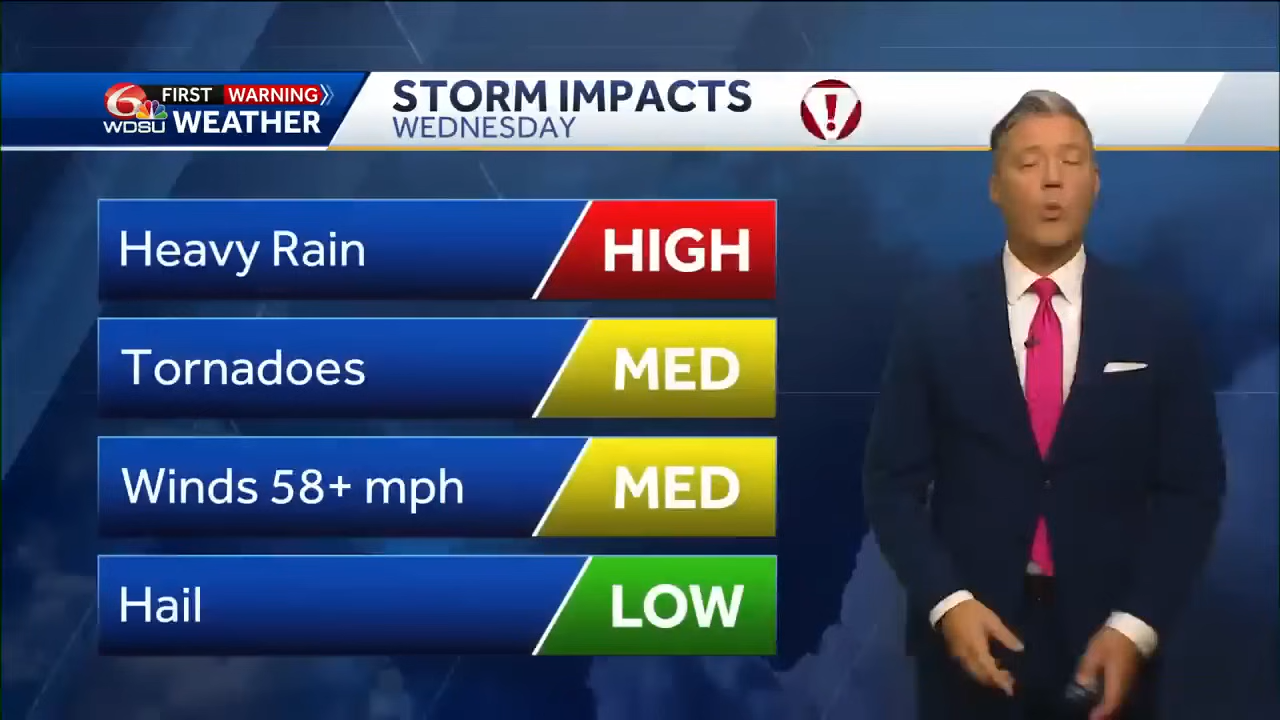 6
WDSU
FIRST WARNING
WEATHER
STORM IMPACTS
WEDNESDAY
!
Heavy Rain HIGH
Tornadoes MED
Winds 58+ mph MED
Hail LOW